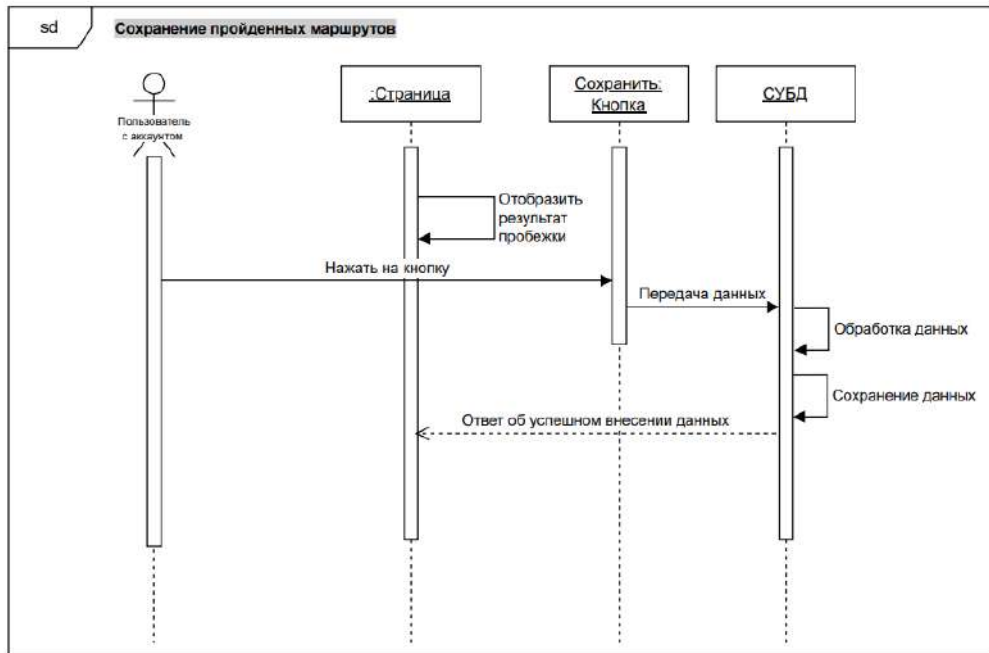 sd
Сохранение пройденных маршрутов
Пользователь
с аккаунтом
:Страница
Сохранить:
Кнопка
СУБД
Отобразить
результат
пробежки
Нажать на кнопку
Передача данных
Обработка данных
Сохранение данных
Ответ об успешном внесении данных